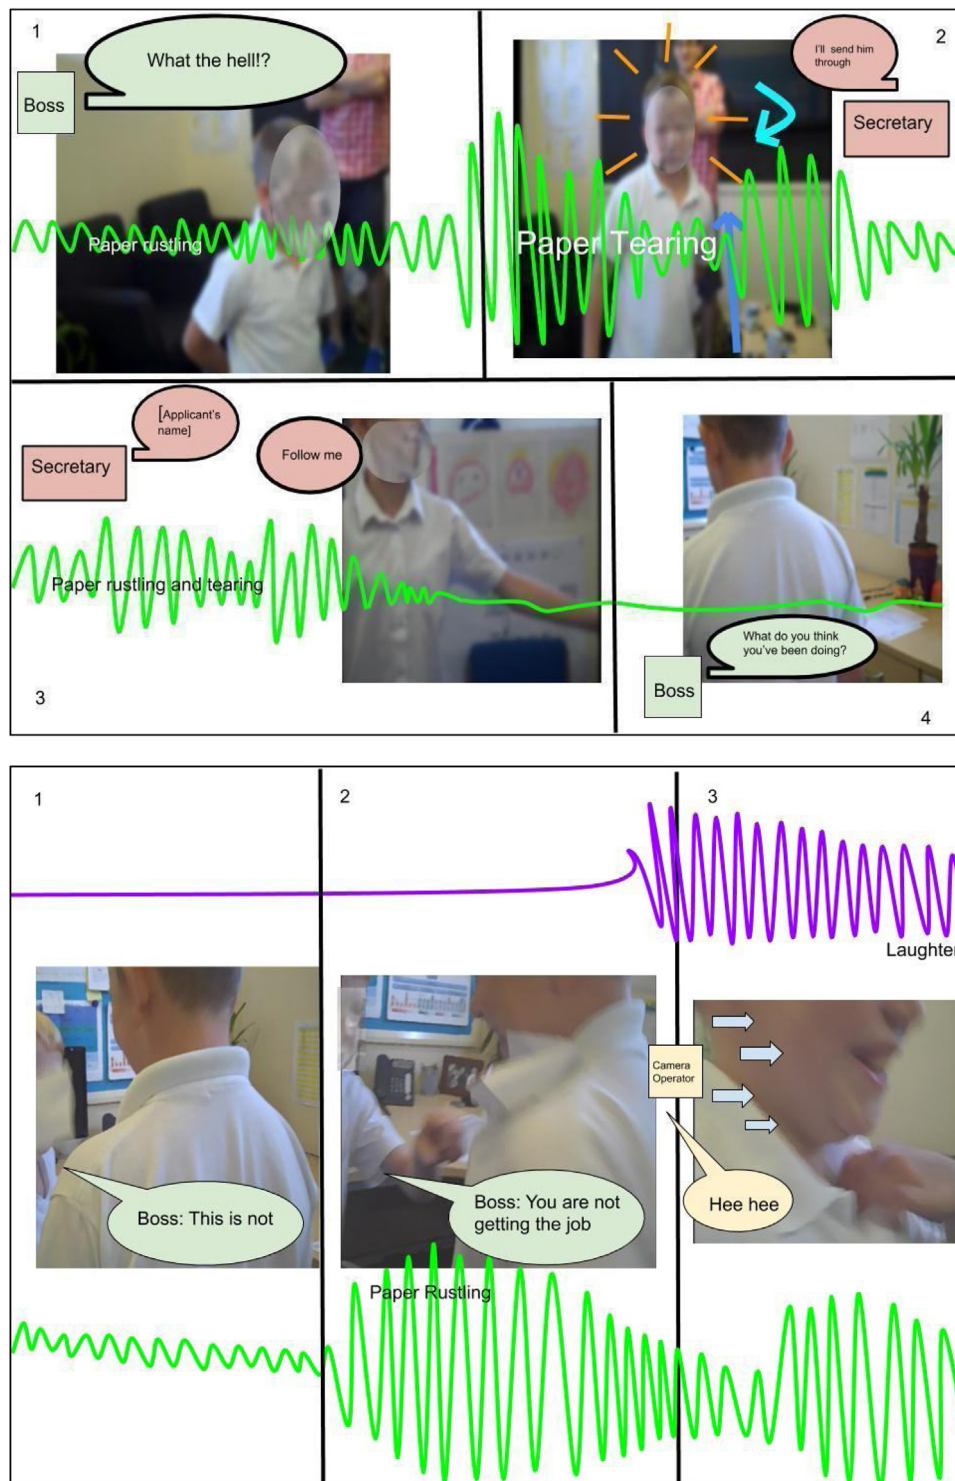 1
What the hell!?
Boss
Paper rustling
2
I'll send him
through
Secretary
Paper Tearing
[Applicant's
name]
Secretary
Follow me
Paper rustling and tearing
3
What do you think
you've been doing?
Boss
4
1
2
3
Laughter
Boss: This is not
Boss: You are not
getting the job
Camera
Operator
Hee hee
Paper Rustling